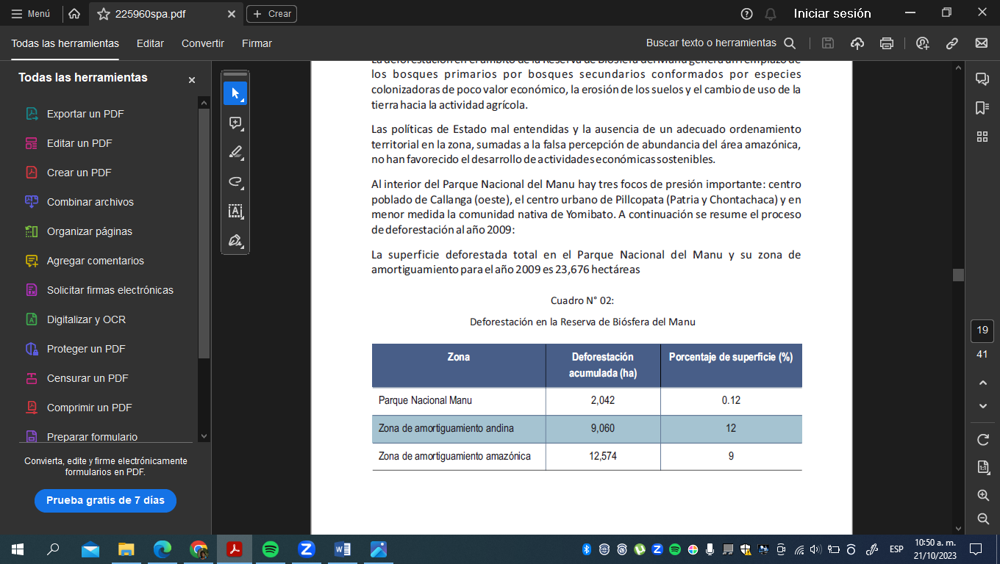 Menú
225960spa.pdf
Crear
Iniciar sesión
Todas las herramientas
Editar
Convertir
Firmar
Buscar texto o herramientas
Todas las herramientas
Exportar un PDF
Editar un PDF
Crear un PDF
Combinar archivos
Organizar páginas
Agregar comentarios
Solicitar firmas electrónicas
Digitalizar y OCR
Proteger un PDF
Censurar un PDF
Comprimir un PDF
Preparar formulario
Convierta, edite y firme electrónicamente
formularios en PDF.
Prueba gratis de 7 días
La deforestación en el ámbito de la Reserva de Biosfera del Manu genera un remplazo de
los bosques primarios por bosques secundarios conformados por especies
colonizadoras de poco valor económico, la erosión de los suelos y el cambio de uso de la
tierra hacia la actividad agrícola.
Las políticas de Estado mal entendidas y la ausencia de un adecuado ordenamiento
territorial en la zona, sumadas a la falsa percepción de abundancia del área amazónica,
no han favorecido el desarrollo de actividades económicas sostenibles.
Al interior del Parque Nacional del Manu hay tres focos de presión importante: centro
poblado de Callanga (oeste), el centro urbano de Pillcopata (Patria y Chontachaca) y en
menor medida la comunidad nativa de Yomibato. A continuación se resume el proceso
de deforestación al año 2009:
La superficie deforestada total en el Parque Nacional del Manu y su zona de
amortiguamiento para el año 2009 es 23,676 hectáreas
Cuadro N° 02:
Deforestación en la Reserva de Biósfera del Manu
Zona
Deforestación
acumulada (ha)
Porcentaje de superficie (%)
Parque Nacional Manu
2,042
0.12
Zona de amortiguamiento andina
9,060
12
Zona de amortiguamiento amazónica
12,574
9
19
41
1:1
ESP
10:50 a. m.
21/10/2023